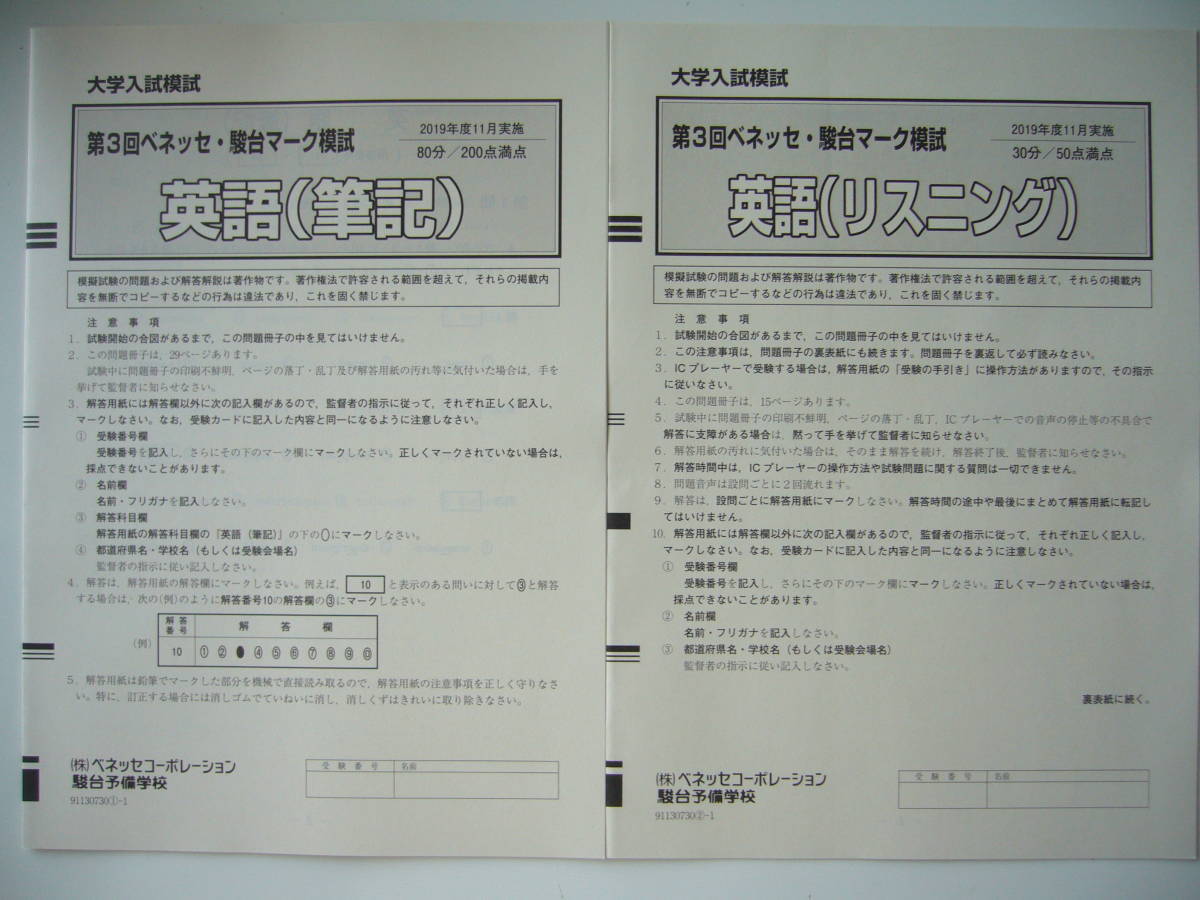 大学入試模試
第3回ベネッセ・駿台マーク模試
2019年度11月実施
80分／200点満点
英語(筆記)
模擬試験の問題および解答解説は著作物です。著作権法で許容される範囲を超えて，それらの掲載内
容を無断でコピーするなどの行為は違法であり，これを固く禁じます。
注意事項
1．試験開始の合図があるまで，この問題冊子の中を見てはいけません。
2．この問題冊子は，29ページあります。
試験中に問題冊子の印刷不鮮明，ページの落丁・乱丁及び解答用紙の汚れ等に気付いた場合は，手を
挙げて監督者に知らせなさい。
3．解答用紙には解答欄以外に次の記入欄があるので，監督者の指示に従って，それぞれ正しく記入し，
マークしなさい。なお，受験カードに記入した内容と同一になるように注意しなさい。
① 受験番号欄
受験番号を記入し，さらにその下のマーク欄にマークしなさい。正しくマークされていない場合は，
採点できないことがあります。
② 名前欄
名前・フリガナを記入しなさい。
③ 解答科目欄
解答用紙の解答科目欄の「英語（筆記）」の下の0にマークしなさい。
④ 都道府県名・学校名（もしくは受験会場名）
監督者の指示に従い記入しなさい。
4．解答は，解答用紙の解答欄にマークしなさい。例えば， 10 と表示のある問いに対して③と解答
する場合は，次の(例)のように解答番号10の解答欄の③にマークしなさい。
(例)
解答番号 解答欄
10 ① ② ● ④ ⑤ ⑥ ⑦ ⑧ ⑨ ⓪
5．解答用紙は鉛筆でマークした部分を機械で直接読み取るので，解答用紙の注意事項を正しく守りなさ
い。特に，訂正する場合には消しゴムでていねいに消し，消しくずはきれいに取り除きなさい。
(株)ベネッセコーポレーション
駿台予備学校
91130730①-1
受験番号 名前
大学入試模試
第3回ベネッセ・駿台マーク模試
2019年度11月実施
30分／50点満点
英語(リスニング)
模擬試験の問題および解答解説は著作物です。著作権法で許容される範囲を超えて，それらの掲載内
容を無断でコピーするなどの行為は違法であり，これを固く禁じます。
注意事項
1．試験開始の合図があるまで，この問題冊子の中を見てはいけません。
2．この注意事項は，問題冊子の裏表紙にも続きます。問題冊子を裏返して必ず読みなさい。
3．ICプレーヤーで受験する場合は，解答用紙の「受験の手引き」に操作方法がありますので，その指示
に従いなさい。
4．この問題冊子は，15ページあります。
5．試験中に問題冊子の印刷不鮮明，ページの落丁・乱丁，ICプレーヤーでの音声の停止等の不具合で
解答に支障がある場合は，黙って手を挙げて監督者に知らせなさい。
6．解答用紙の汚れに気付いた場合は，そのまま解答を続け，解答終了後，監督者に知らせなさい。
7．解答時間中は，ICプレーヤーの操作方法や試験問題に関する質問は一切できません。
8．問題音声は設問ごとに2回流れます。
9．解答は，設問ごとに解答用紙にマークしなさい。解答時間の途中や最後にまとめて解答用紙に転記し
てはいけません。
10．解答用紙には解答欄以外に次の記入欄があるので，監督者の指示に従って，それぞれ正しく記入し，
マークしなさい。なお，受験カードに記入した内容と同一になるように注意しなさい。
① 受験番号欄
受験番号を記入し，さらにその下のマーク欄にマークしなさい。正しくマークされていない場合は，
採点できないことがあります。
② 名前欄
名前・フリガナを記入しなさい。
③ 都道府県名・学校名（もしくは受験会場名）
監督者の指示に従い記入しなさい。
裏表紙に続く。
(株)ベネッセコーポレーション
駿台予備学校
91130730②-1
受験番号 名前